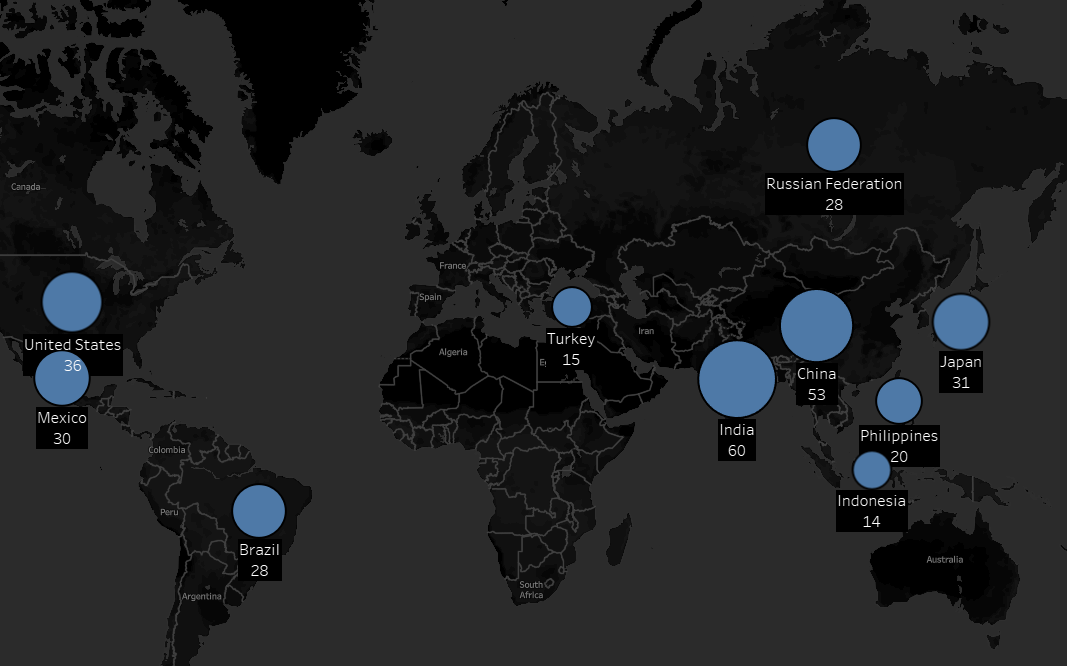 Canada
Russian Federation
28
France
Spain
United States
36
Turkey
15
Iran
Algeria
China
53
Japan
31
Mexico
30
India
60
Philippines
20
Colombia
Indonesia
14
Peru
Brazil
28
Australia
Argentina
South
Africa